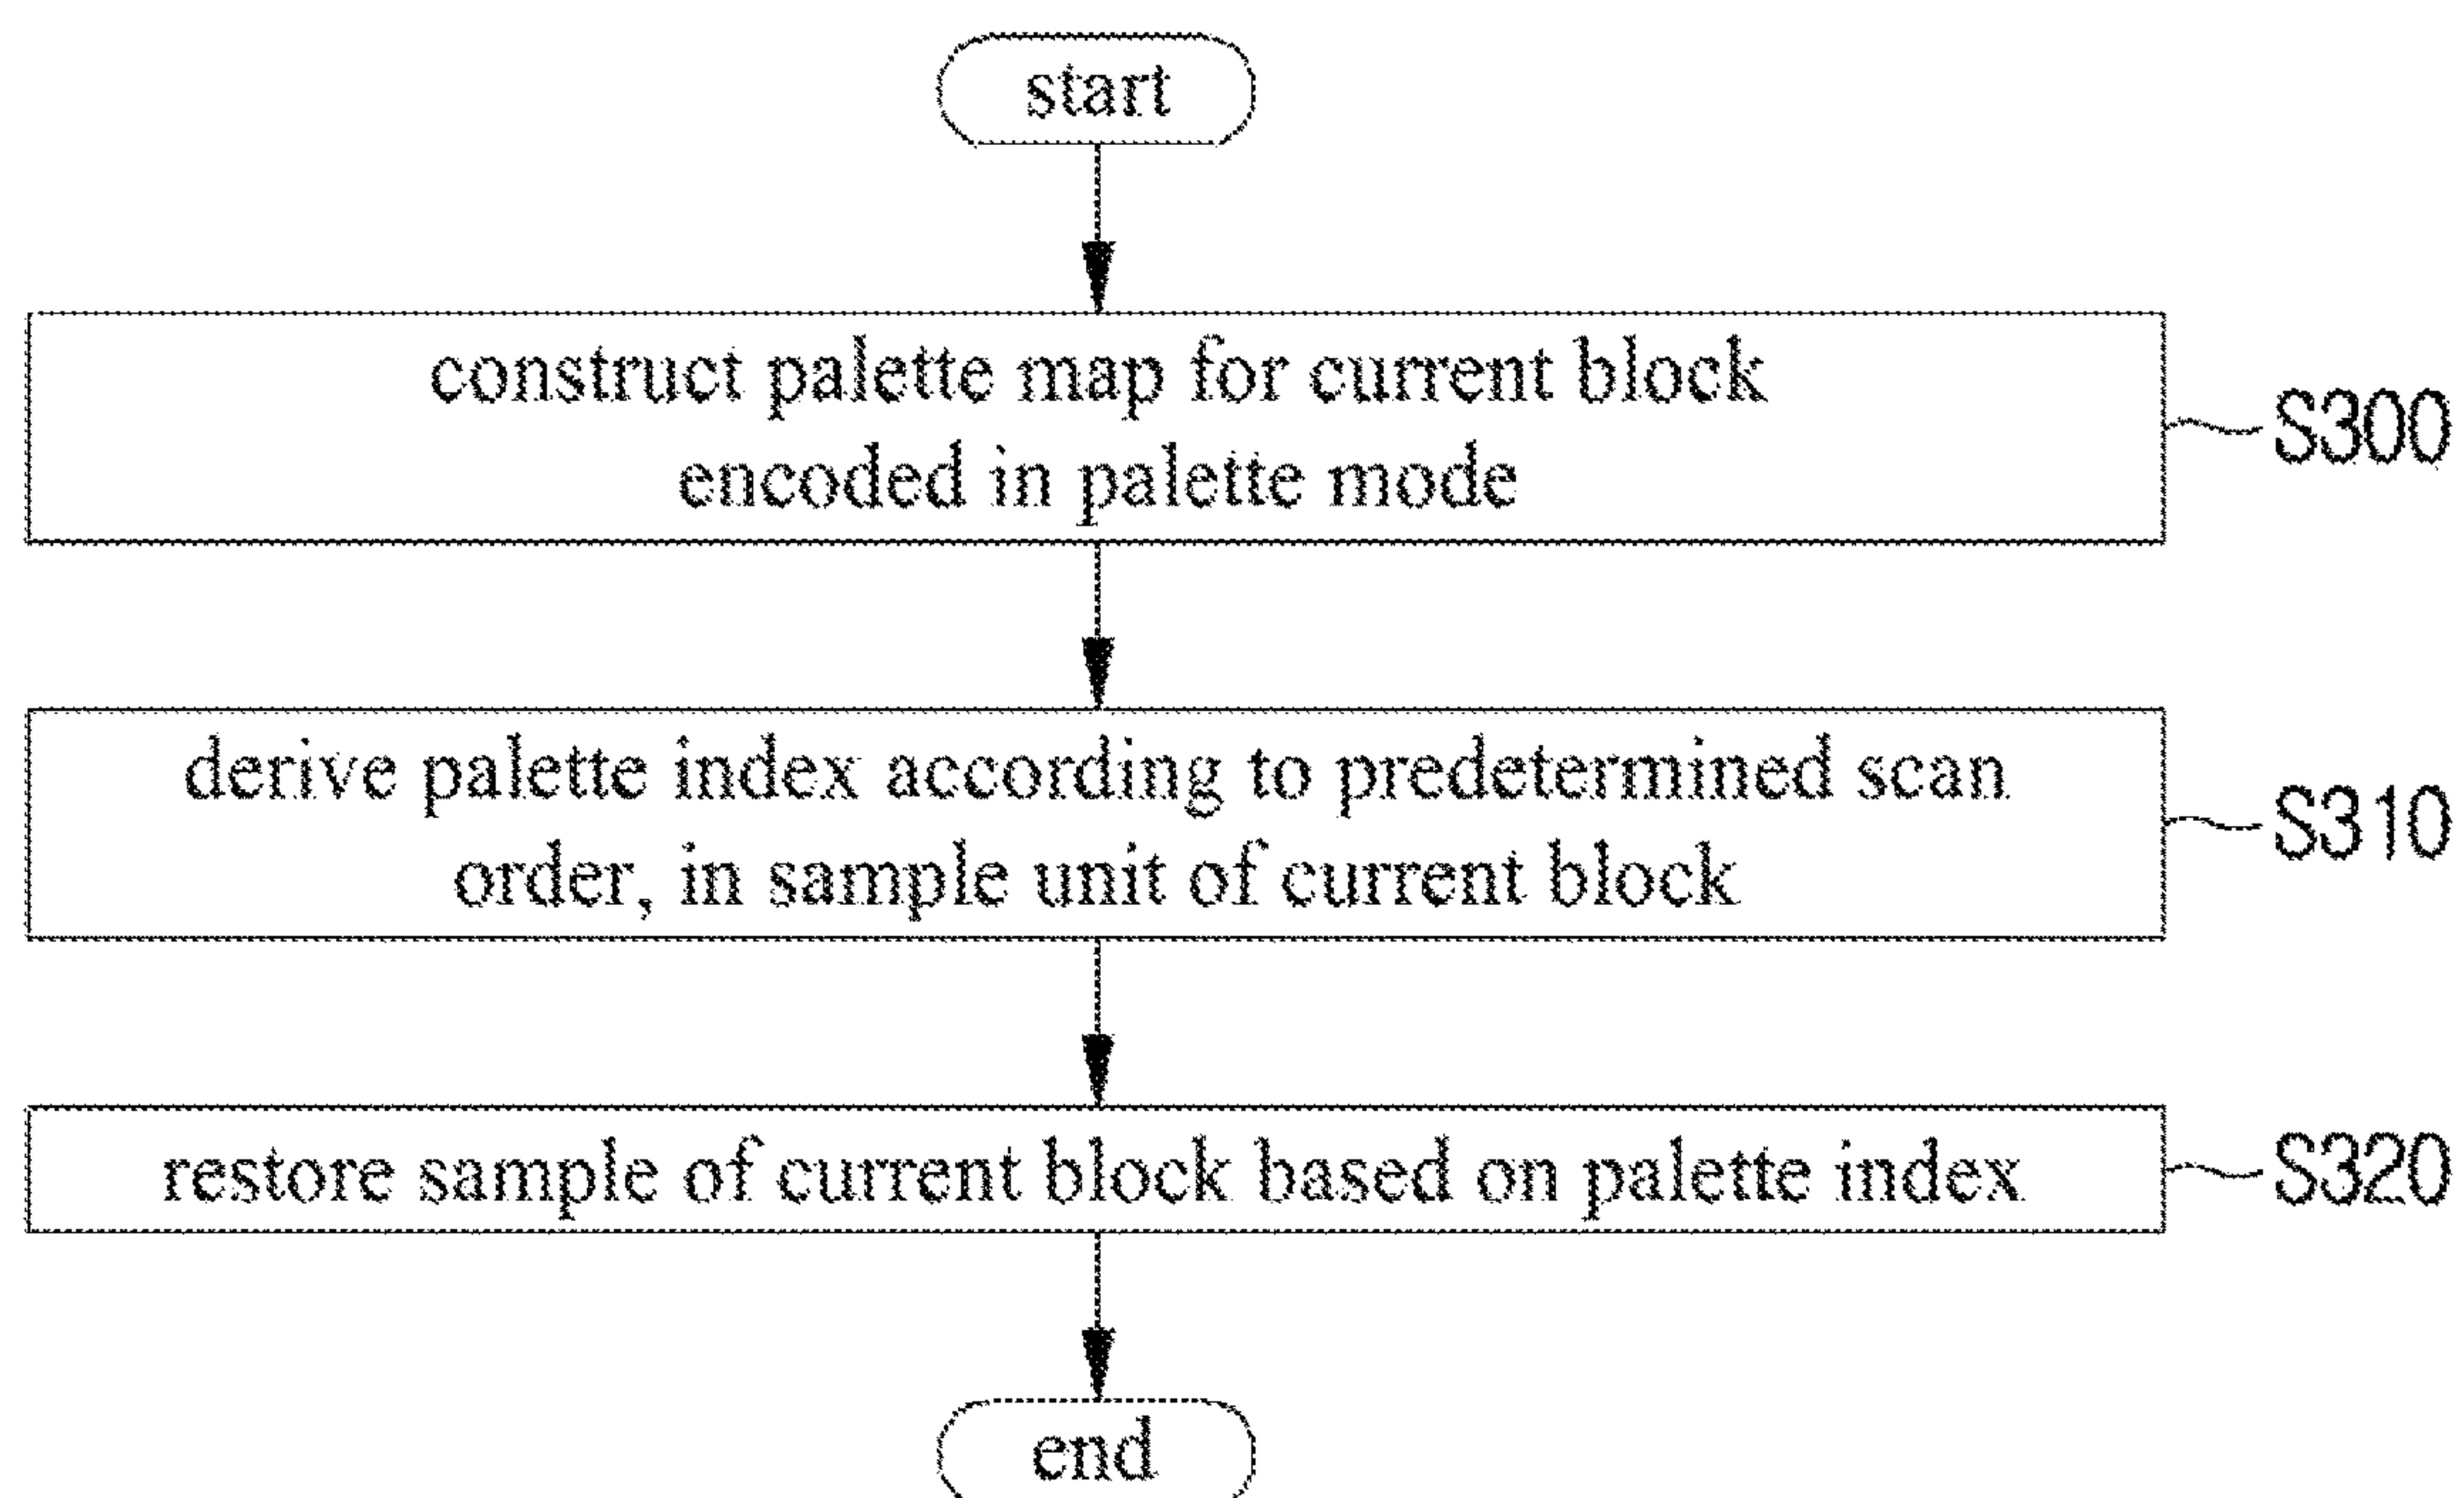 start
construct palette map for current block
encoded in palette mode
S300
derive palette index according to predetermined scan
order, in sample unit of current block
S310
restore sample of current block based on palette index
S320
end